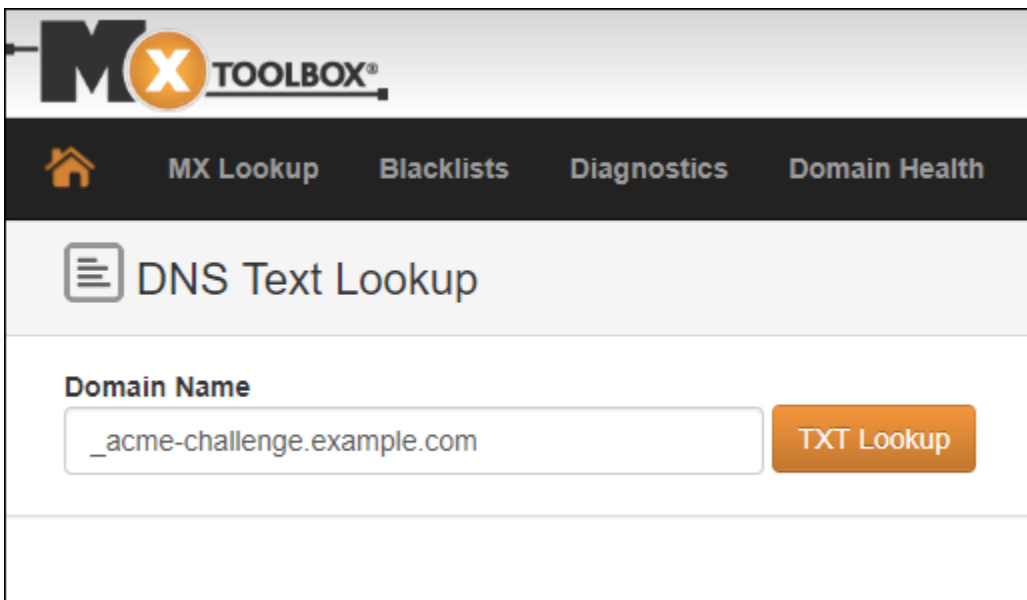 MX TOOLBOX®
MX Lookup Blacklists Diagnostics Domain Health
DNS Text Lookup
Domain Name
_acme-challenge.example.com TXT Lookup